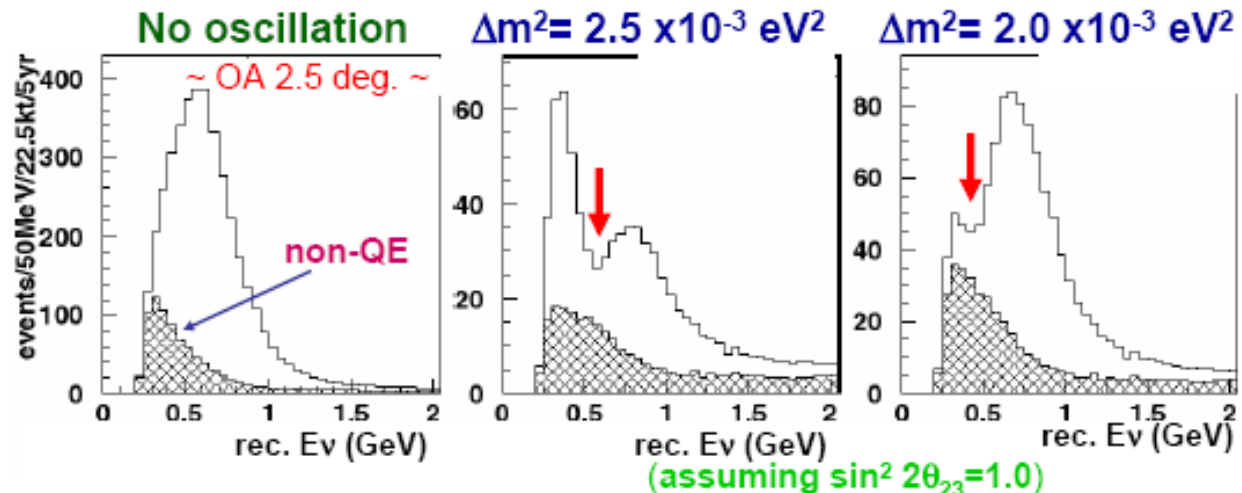 No oscillation
Δm²= 2.5 x10⁻³ eV²
Δm²= 2.0 x10⁻³ eV²
~ OA 2.5 deg. ~
non-QE
events/50MeV/22.5kt/5yr
400
300
200
100
0
0 0.5 1 1.5 2
rec. Eν (GeV)
60
40
20
0
0 0.5 1 1.5 2
rec. Eν (GeV)
80
60
40
20
0
0 0.5 1 1.5 2
rec. Eν (GeV)
(assuming sin² 2θ₂₃=1.0)